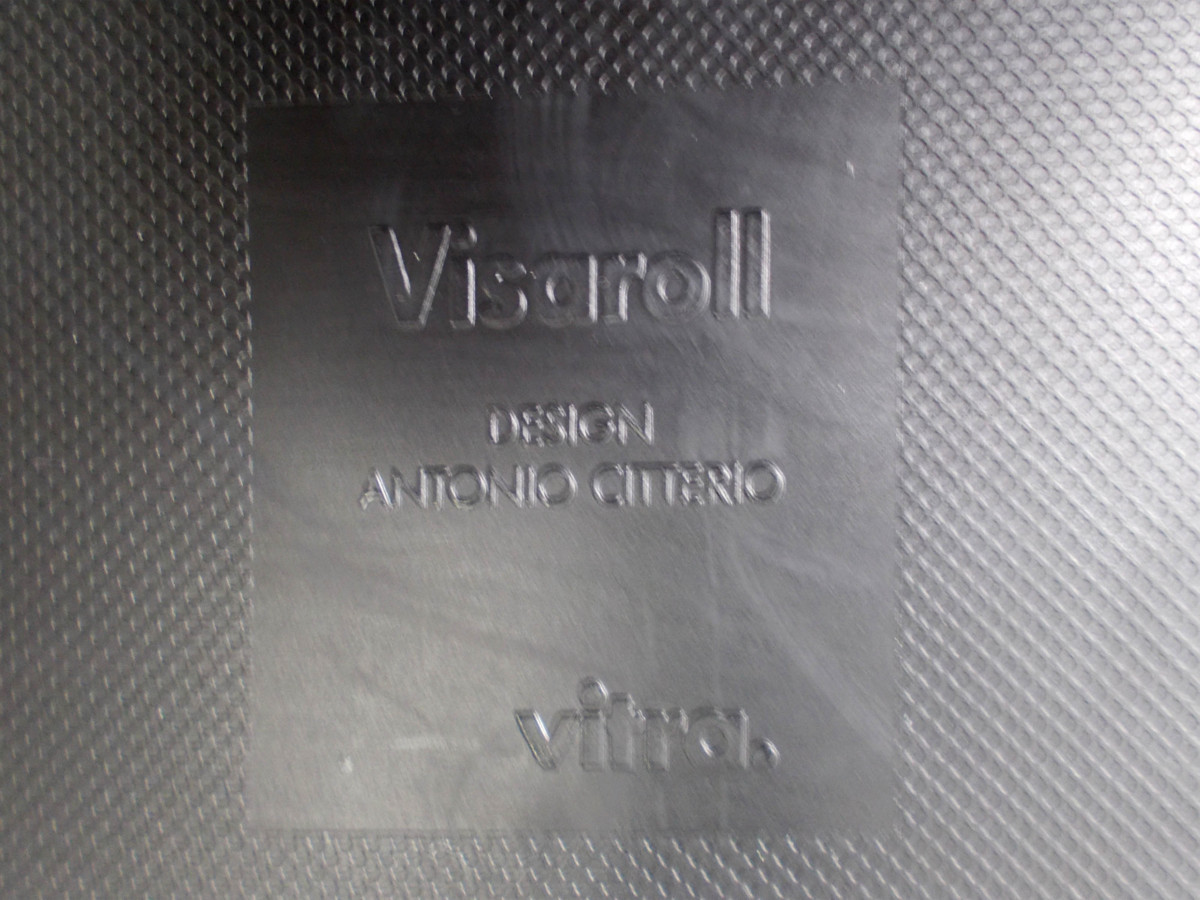 Visaroll
DESIGN
ANTONIO CITTERIO
vitra.